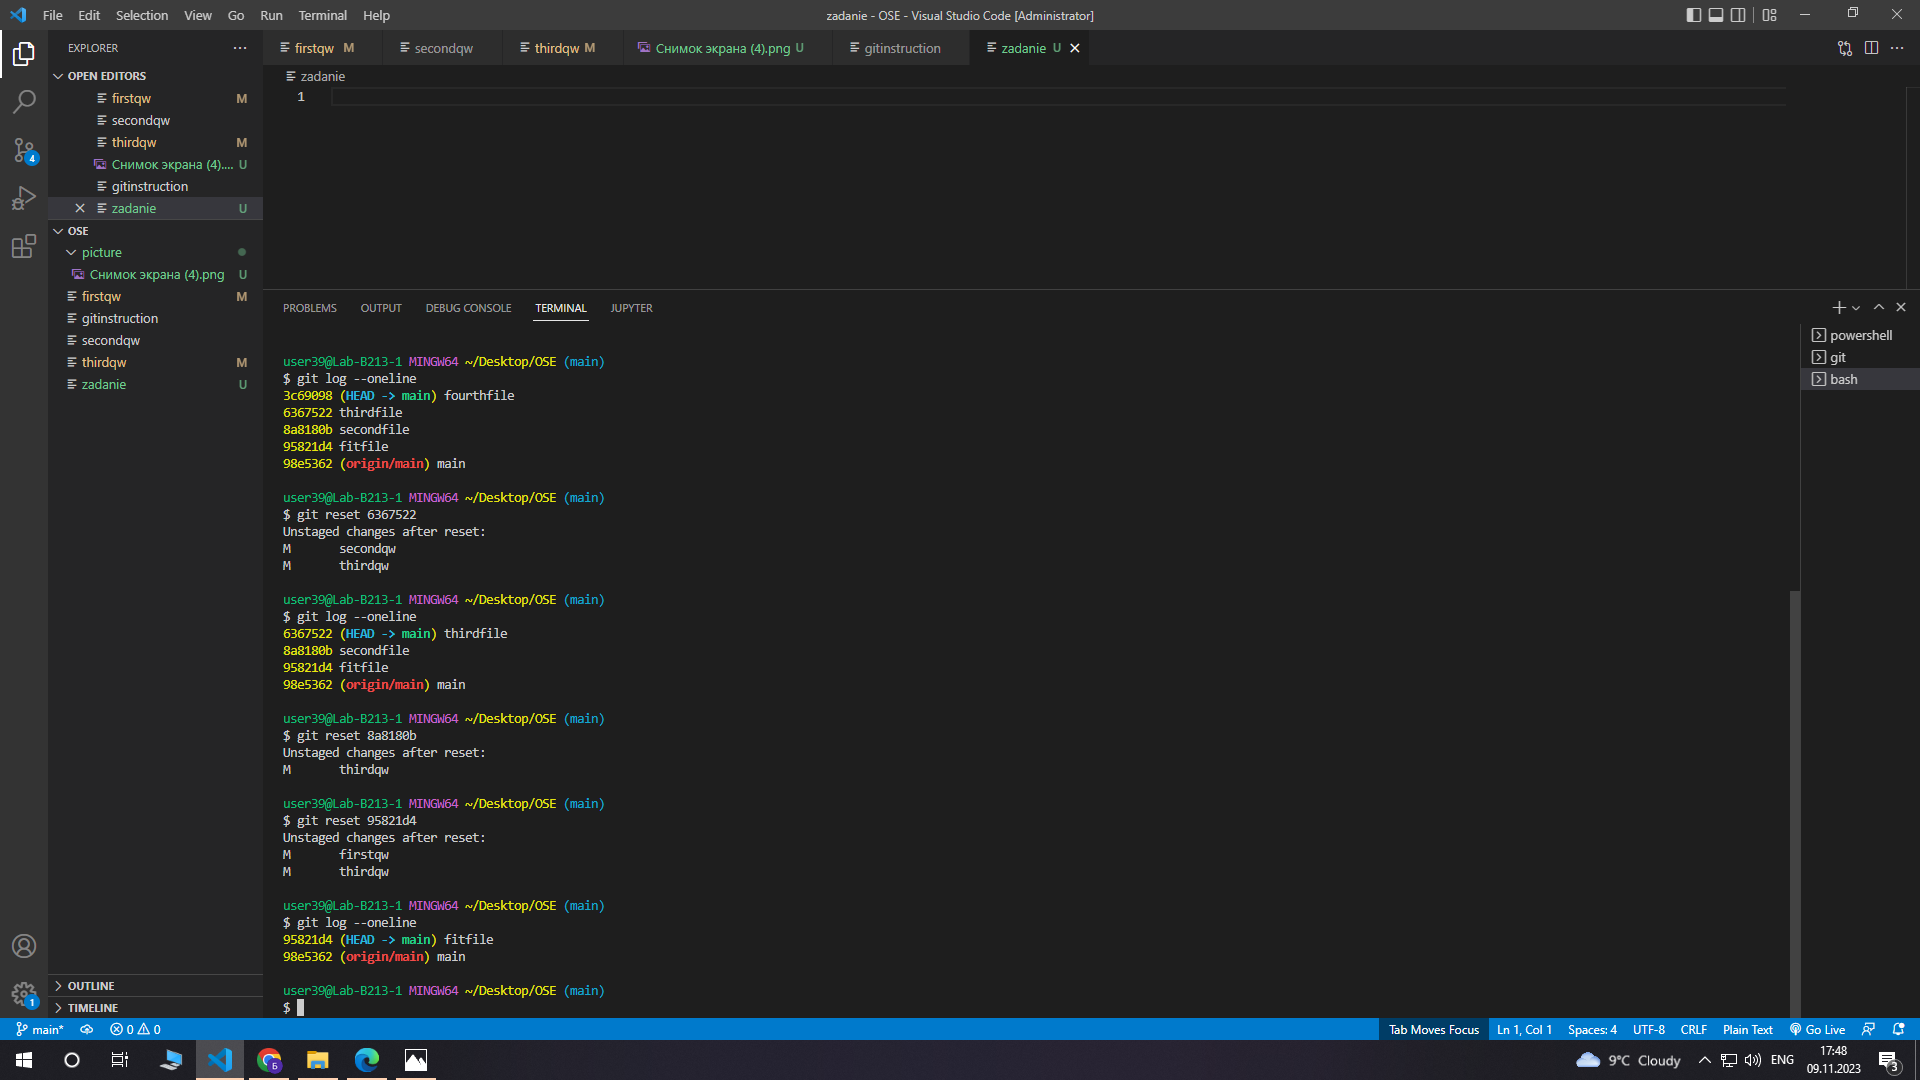 File Edit Selection View Go Run Terminal Help
zadanie - OSE - Visual Studio Code [Administrator]
EXPLORER
firstqw M
secondqw
thirdqw M
Снимок экрана (4).png U
gitinstruction
zadanie U
OPEN EDITORS
firstqw M
secondqw
thirdqw M
Снимок экрана (4).... U
gitinstruction
zadanie U
OSE
picture
Снимок экрана (4).png U
firstqw M
gitinstruction
secondqw
thirdqw M
zadanie U
OUTLINE
TIMELINE
4
1
zadanie
1
PROBLEMS OUTPUT DEBUG CONSOLE TERMINAL JUPYTER
user39@Lab-B213-1 MINGW64 ~/Desktop/OSE (main)
$ git log --oneline
3c69098 (HEAD -> main) fourthfile
6367522 thirdfile
8a8180b secondfile
95821d4 fitfile
98e5362 (origin/main) main
user39@Lab-B213-1 MINGW64 ~/Desktop/OSE (main)
$ git reset 6367522
Unstaged changes after reset:
M secondqw
M thirdqw
user39@Lab-B213-1 MINGW64 ~/Desktop/OSE (main)
$ git log --oneline
6367522 (HEAD -> main) thirdfile
8a8180b secondfile
95821d4 fitfile
98e5362 (origin/main) main
user39@Lab-B213-1 MINGW64 ~/Desktop/OSE (main)
$ git reset 8a8180b
Unstaged changes after reset:
M thirdqw
user39@Lab-B213-1 MINGW64 ~/Desktop/OSE (main)
$ git reset 95821d4
Unstaged changes after reset:
M firstqw
M thirdqw
user39@Lab-B213-1 MINGW64 ~/Desktop/OSE (main)
$ git log --oneline
95821d4 (HEAD -> main) fitfile
98e5362 (origin/main) main
user39@Lab-B213-1 MINGW64 ~/Desktop/OSE (main)
$
powershell
git
bash
main* 0 0
Tab Moves Focus Ln 1, Col 1 Spaces: 4 UTF-8 CRLF Plain Text Go Live
9°C Cloudy ENG
17:48
09.11.2023
3